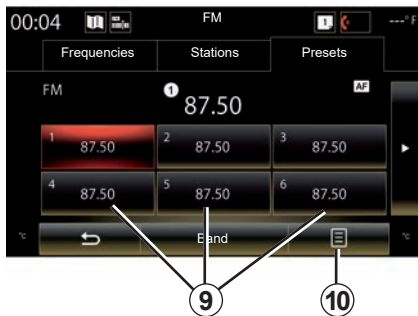 00:04 FM 1 ---°F
Frequencies Stations Presets
FM 1 87.50 AF
1 87.50 2 87.50 3 87.50
4 87.50 5 87.50 6 87.50
°C Band °C
9 10